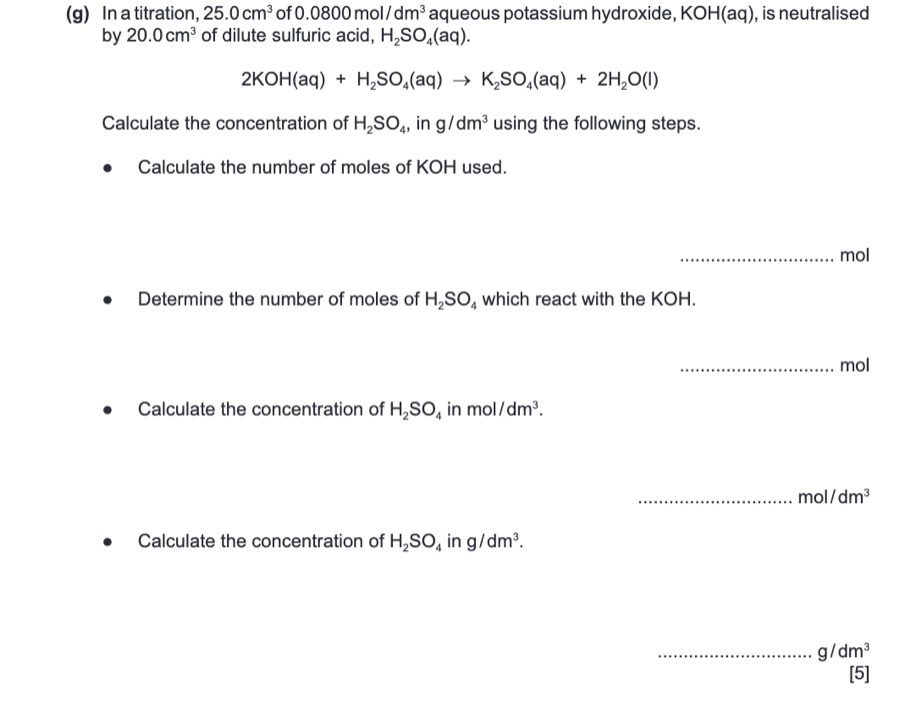 (g) In a titration, 25.0 cm³ of 0.0800 mol/dm³ aqueous potassium hydroxide, KOH(aq), is neutralised
by 20.0 cm³ of dilute sulfuric acid, H₂SO₄(aq).
2KOH(aq) + H₂SO₄(aq) → K₂SO₄(aq) + 2H₂O(l)
Calculate the concentration of H₂SO₄, in g/dm³ using the following steps.
• Calculate the number of moles of KOH used.
.............................. mol
• Determine the number of moles of H₂SO₄ which react with the KOH.
.............................. mol
• Calculate the concentration of H₂SO₄ in mol/dm³.
.............................. mol/dm³
• Calculate the concentration of H₂SO₄ in g/dm³.
.............................. g/dm³
[5]